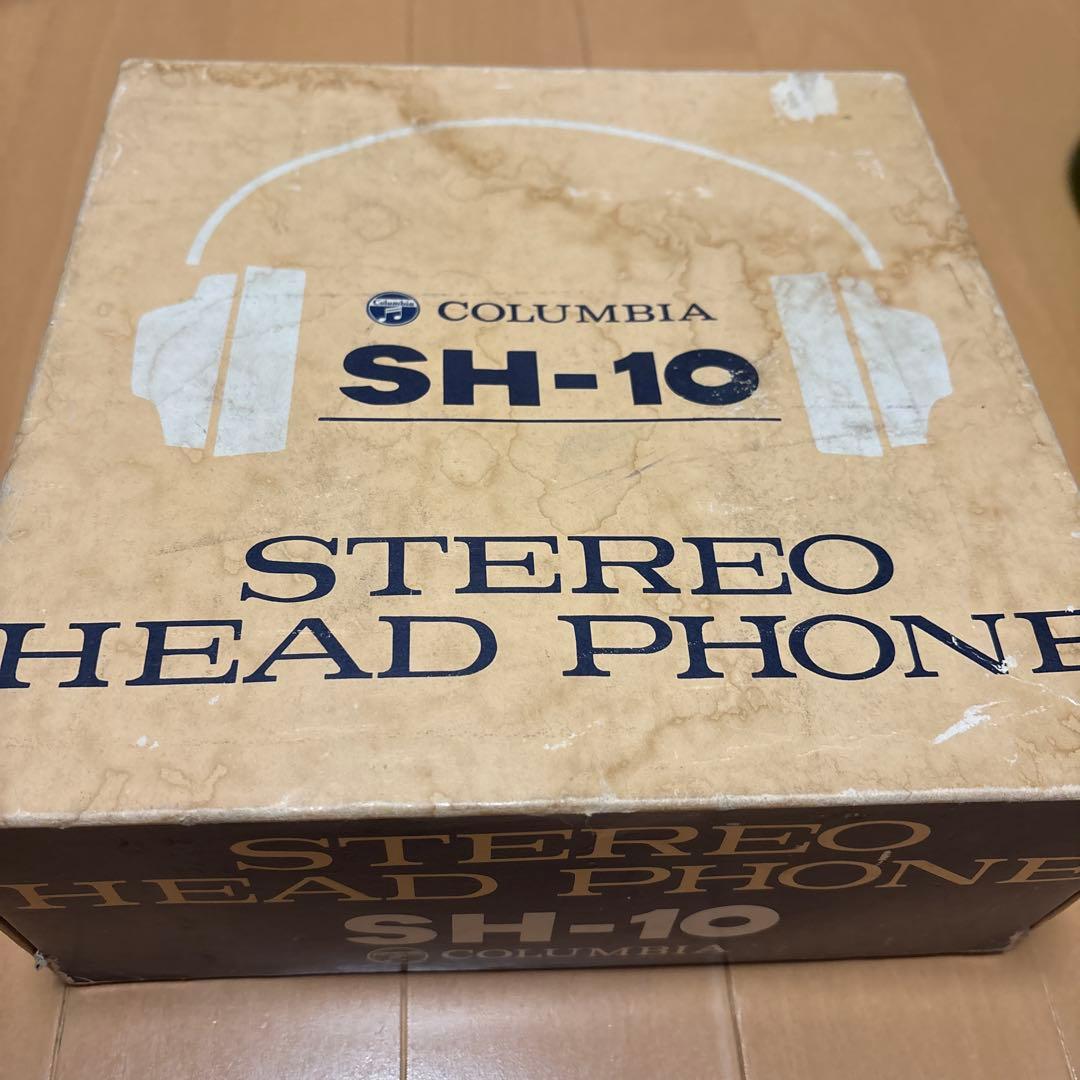 Columbia
COLUMBIA
SH-10
STEREO
HEAD PHONE
STEREO
HEAD PHONE
SH-10
COLUMBIA